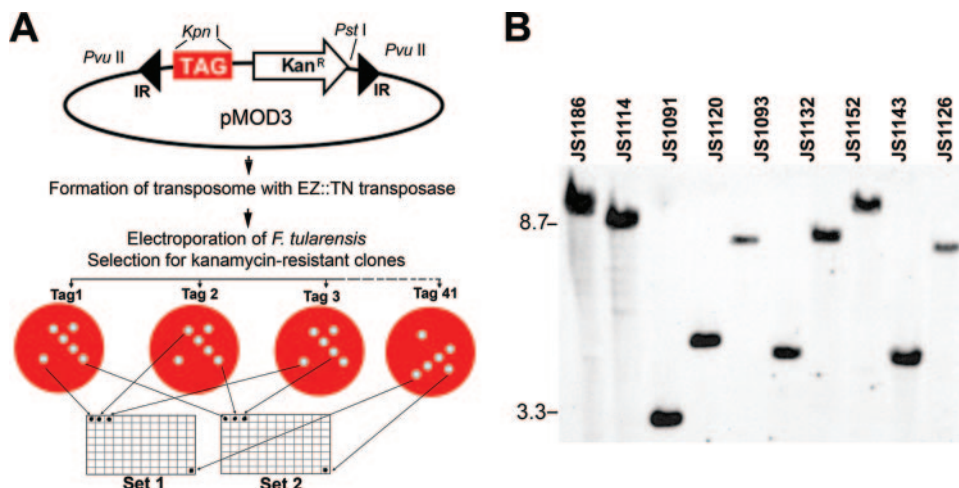 A
Kpn I
Pst I
Pvu II
Pvu II
TAG
Kan^R
IR
IR
pMOD3
Formation of transposome with EZ::TN transposase
Electroporation of F. tularensis
Selection for kanamycin-resistant clones
Tag1
Tag 2
Tag 3
Tag 41
Set 1
Set 2
B
JS1186
JS1114
JS1091
JS1120
JS1093
JS1132
JS1152
JS1143
JS1126
8.7–
3.3–